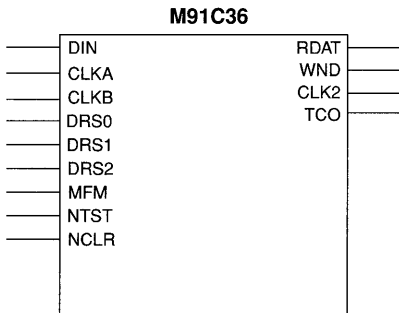 M91C36
DIN
CLKA
CLKB
DRS0
DRS1
DRS2
MFM
NTST
NCLR
RDAT
WND
CLK2
TCO